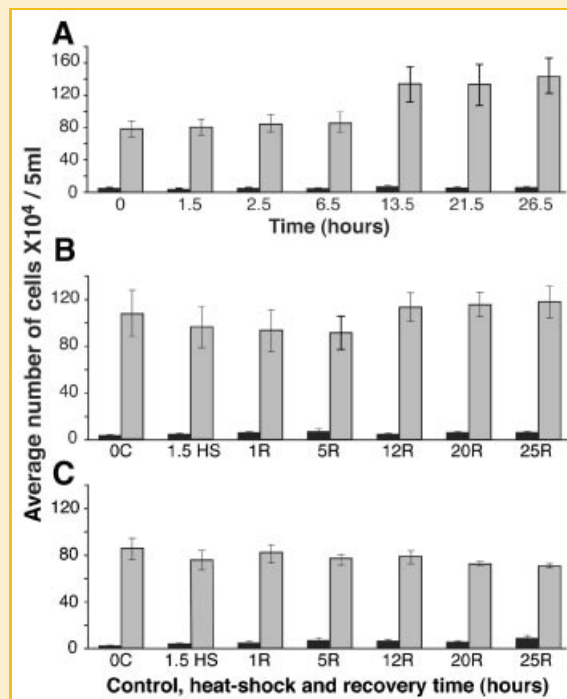 A
Average number of cells X10⁴ / 5ml
160
120
80
40
0
0 1.5 2.5 6.5 13.5 21.5 26.5
Time (hours)
B
120
80
40
0
0C 1.5 HS 1R 5R 12R 20R 25R
C
120
80
40
0
0C 1.5 HS 1R 5R 12R 20R 25R
Control, heat-shock and recovery time (hours)